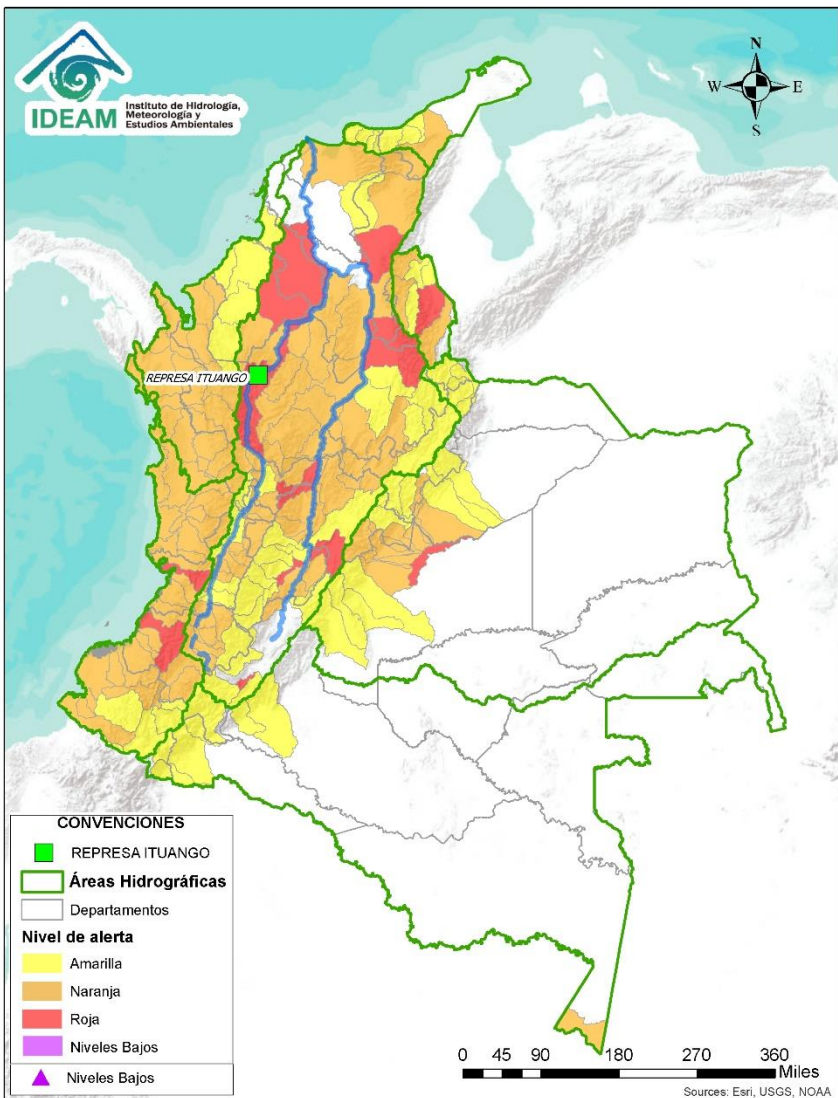 IDEAM
Instituto de Hidrología,
Meteorología y
Estudios Ambientales
N
W
E
S
REPRESA ITUANGO
CONVENCIONES
REPRESA ITUANGO
Áreas Hidrográficas
Departamentos
Nivel de alerta
Amarilla
Naranja
Roja
Niveles Bajos
Niveles Bajos
0 45 90 180 270 360
Miles
Sources: Esri, USGS, NOAA